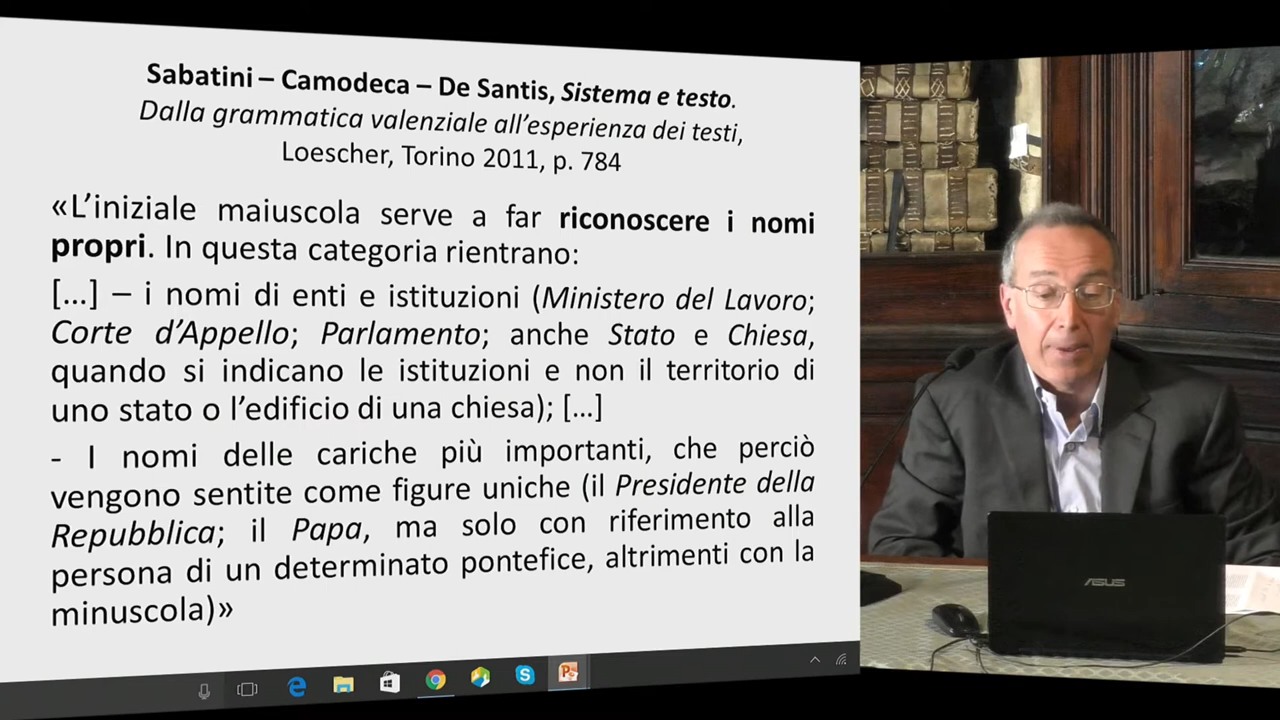 Sabatini – Camodeca – De Santis, Sistema e testo.
Dalla grammatica valenziale all'esperienza dei testi,
Loescher, Torino 2011, p. 784
«L'iniziale maiuscola serve a far riconoscere i nomi
propri. In questa categoria rientrano:
[...] – i nomi di enti e istituzioni (Ministero del Lavoro;
Corte d'Appello; Parlamento; anche Stato e Chiesa,
quando si indicano le istituzioni e non il territorio di
uno stato o l'edificio di una chiesa); [...]
- I nomi delle cariche più importanti, che perciò
vengono sentite come figure uniche (il Presidente della
Repubblica; il Papa, ma solo con riferimento alla
persona di un determinato pontefice, altrimenti con la
minuscola)»
ASUS